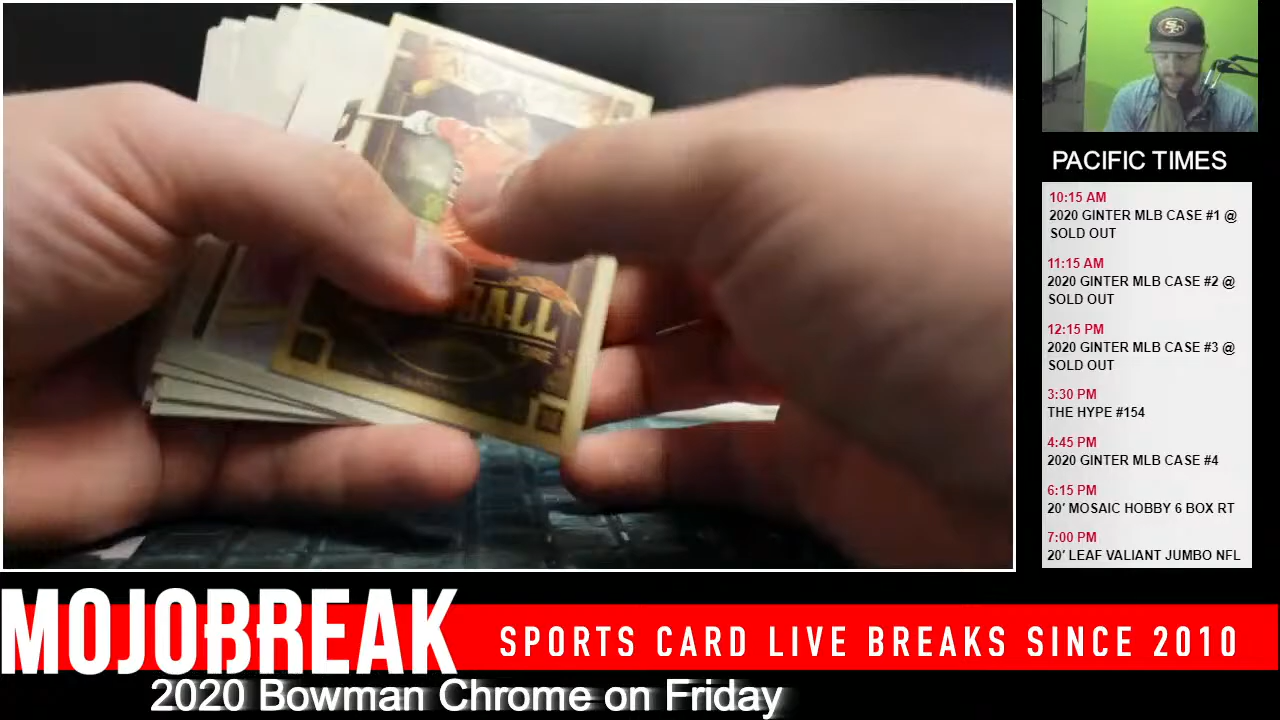 PACIFIC TIMES
10:15 AM
2020 GINTER MLB CASE #1 @
SOLD OUT
11:15 AM
2020 GINTER MLB CASE #2 @
SOLD OUT
12:15 PM
2020 GINTER MLB CASE #3 @
SOLD OUT
3:30 PM
THE HYPE #154
4:45 PM
2020 GINTER MLB CASE #4
6:15 PM
20' MOSAIC HOBBY 6 BOX RT
7:00 PM
20' LEAF VALIANT JUMBO NFL
MOJOBREAK
SPORTS CARD LIVE BREAKS SINCE 2010
2020 Bowman Chrome on Friday